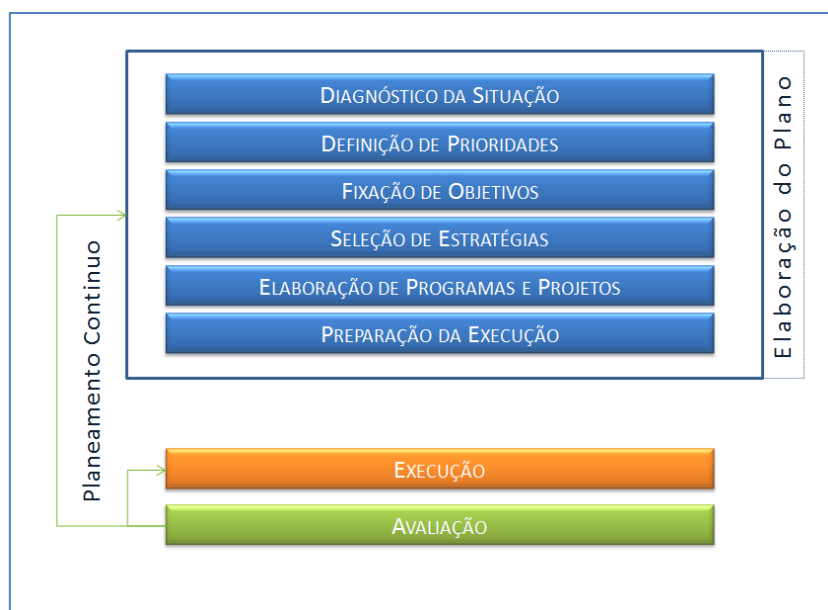 Diagnóstico da Situação
Definição de Prioridades
Fixação de Objetivos
Seleção de Estratégias
Elaboração de Programas e Projetos
Preparação da Execução
Elaboração do Plano
Planeamento Continuo
Execução
Avaliação